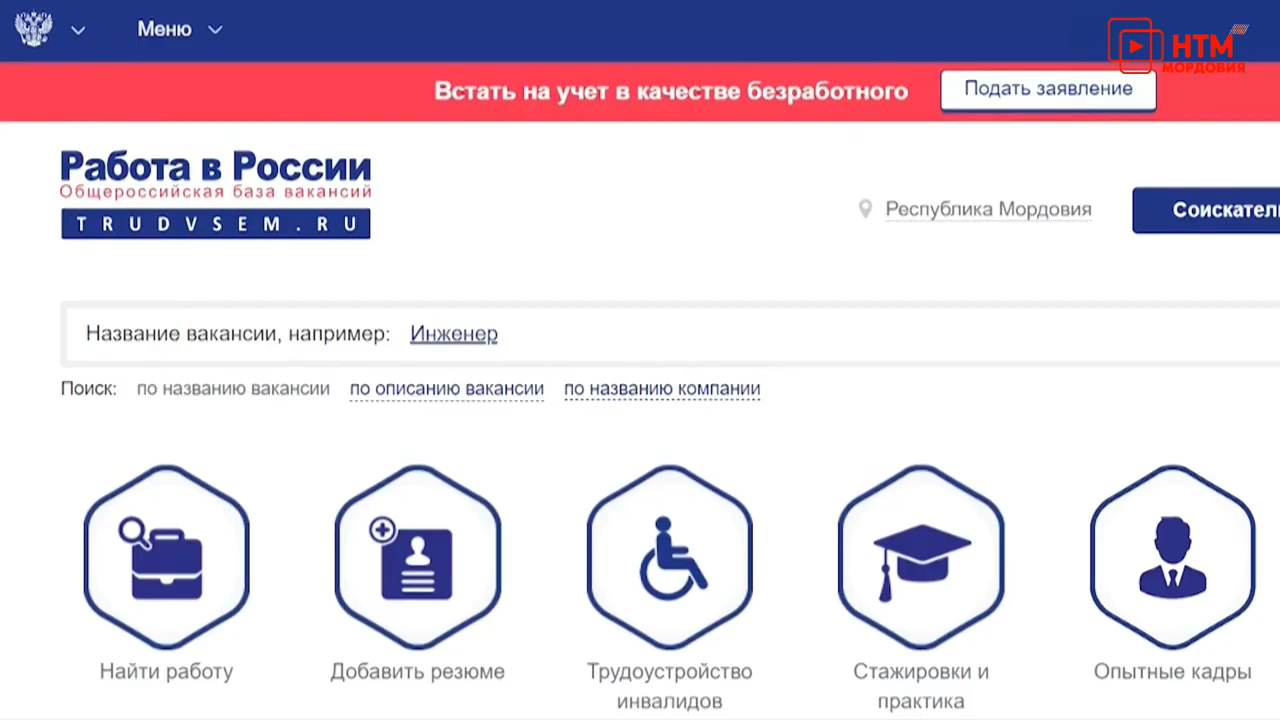 Меню
НТМ
МОРДОВИЯ
Встать на учет в качестве безработного
Подать заявление
Работа в России
Общероссийская база вакансий
TRUDVSEM.RU
Республика Мордовия
Соискател
Название вакансии, например: Инженер
Поиск: по названию вакансии по описанию вакансии по названию компании
Найти работу
Добавить резюме
Трудоустройство
инвалидов
Стажировки и
практика
Опытные кадры